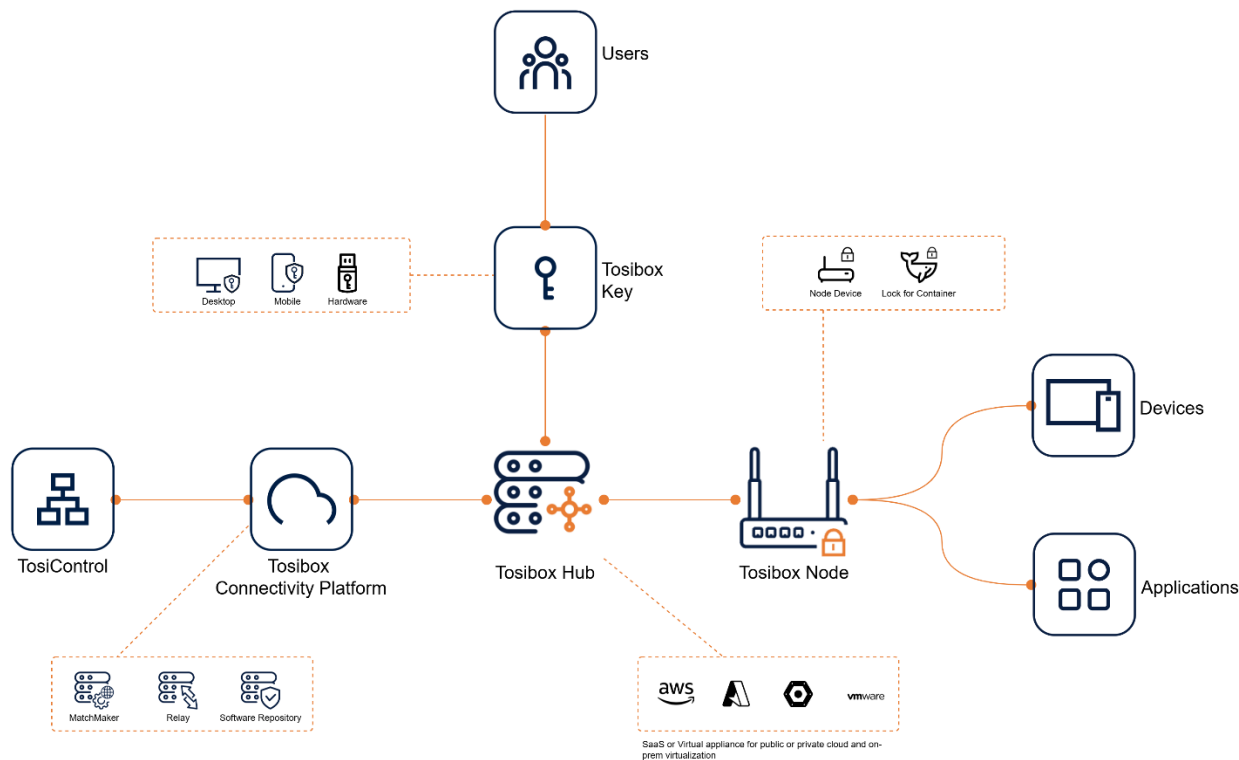 Users
Tosibox
Key
Desktop
Mobile
Hardware
Node Device
Lock for Container
Devices
TosiControl
Tosibox
Connectivity Platform
Tosibox Hub
Tosibox Node
Applications
MatchMaker
Relay
Software Repository
aws
vmware
SaaS or Virtual appliance for public or private cloud and on-
prem virtualization